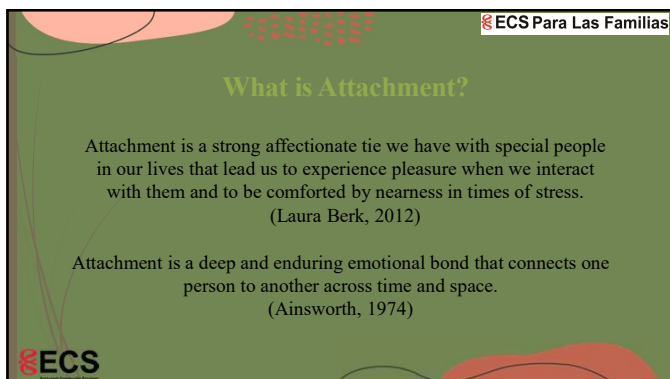 ECS Para Las Familias
What is Attachment?
Attachment is a strong affectionate tie we have with special people
in our lives that lead us to experience pleasure when we interact
with them and to be comforted by nearness in times of stress.
(Laura Berk, 2012)
Attachment is a deep and enduring emotional bond that connects one
person to another across time and space.
(Ainsworth, 1974)
ECS